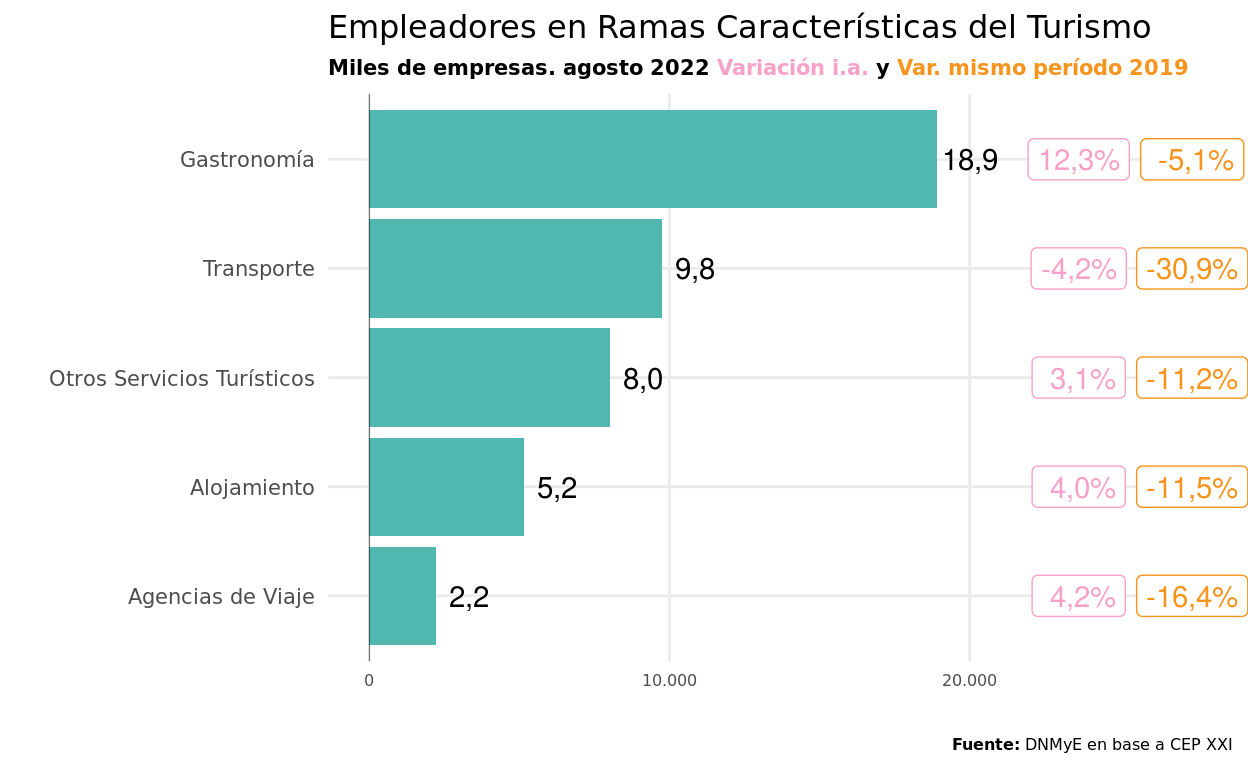 Empleadores en Ramas Características del Turismo
Miles de empresas. agosto 2022 Variación i.a. y Var. mismo período 2019
Gastronomía 18,9 12,3% -5,1%
Transporte 9,8 -4,2% -30,9%
Otros Servicios Turísticos 8,0 3,1% -11,2%
Alojamiento 5,2 4,0% -11,5%
Agencias de Viaje 2,2 4,2% -16,4%
0 10.000 20.000
Fuente: DNMyE en base a CEP XXI